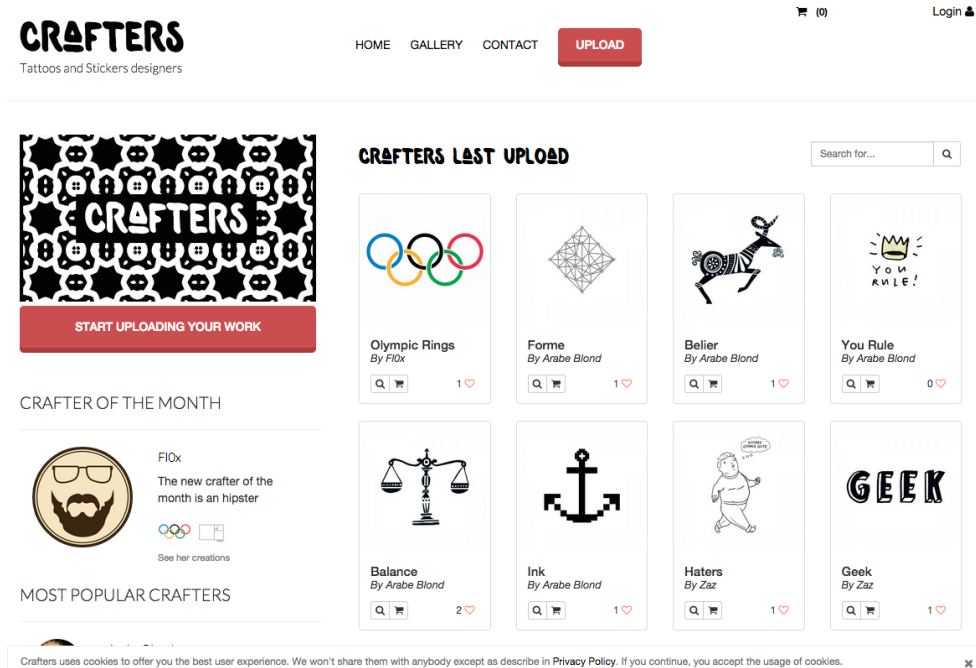 CRAFTERS
Tattoos and Stickers designers
HOME GALLERY CONTACT UPLOAD
(0)
Login
CRAFTERS
START UPLOADING YOUR WORK
CRAFTER OF THE MONTH
Fl0x
The new crafter of the
month is an hipster
See her creations
MOST POPULAR CRAFTERS
CRAFTERS LAST UPLOAD
Search for...
Olympic Rings
By Fl0x
1
Forme
By Arabe Blond
1
Belier
By Arabe Blond
1
YOU
RULE!
You Rule
By Arabe Blond
0
Balance
By Arabe Blond
2
Ink
By Arabe Blond
1
HATERS
GONNA HATE
Haters
By Zaz
1
GEEK
Geek
By Zaz
1
Crafters uses cookies to offer you the best user experience. We won't share them with anybody except as describe in Privacy Policy. If you continue, you accept the usage of cookies.